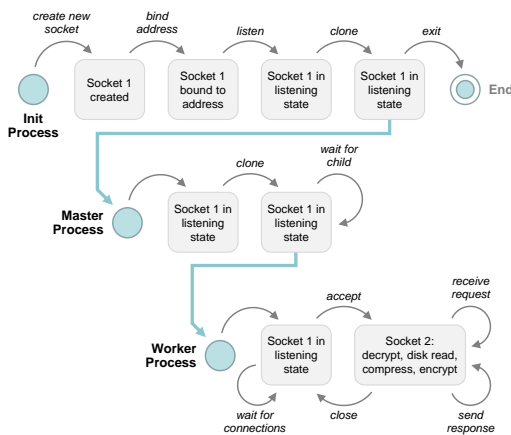 create new
socket
bind
address
listen
clone
exit
Socket 1
created
Socket 1
bound to
address
Socket 1 in
listening
state
Socket 1 in
listening
state
End
Init
Process
clone
wait for
child
Master
Process
Socket 1 in
listening
state
Socket 1 in
listening
state
accept
receive
request
Worker
Process
Socket 1 in
listening
state
Socket 2:
decrypt, disk read,
compress, encrypt
wait for
connections
close
send
response